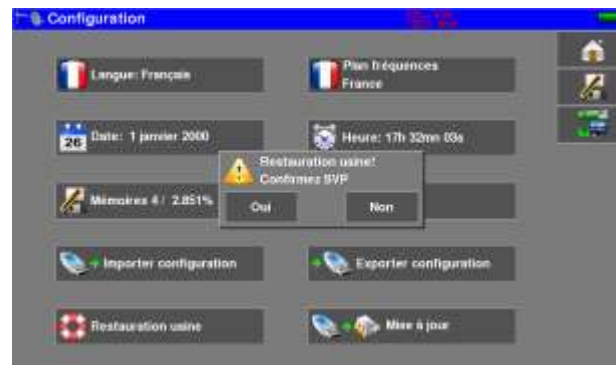 Configuration
Langue: Français
Plan fréquences
France
26
Date: 1 janvier 2000
Heure: 17h 32mn 03s
Restauration usine!
Confirmez SVP
Oui
Non
Mémoires 4 / 2.851%
Importer configuration
Exporter configuration
Restauration usine
Mise à jour